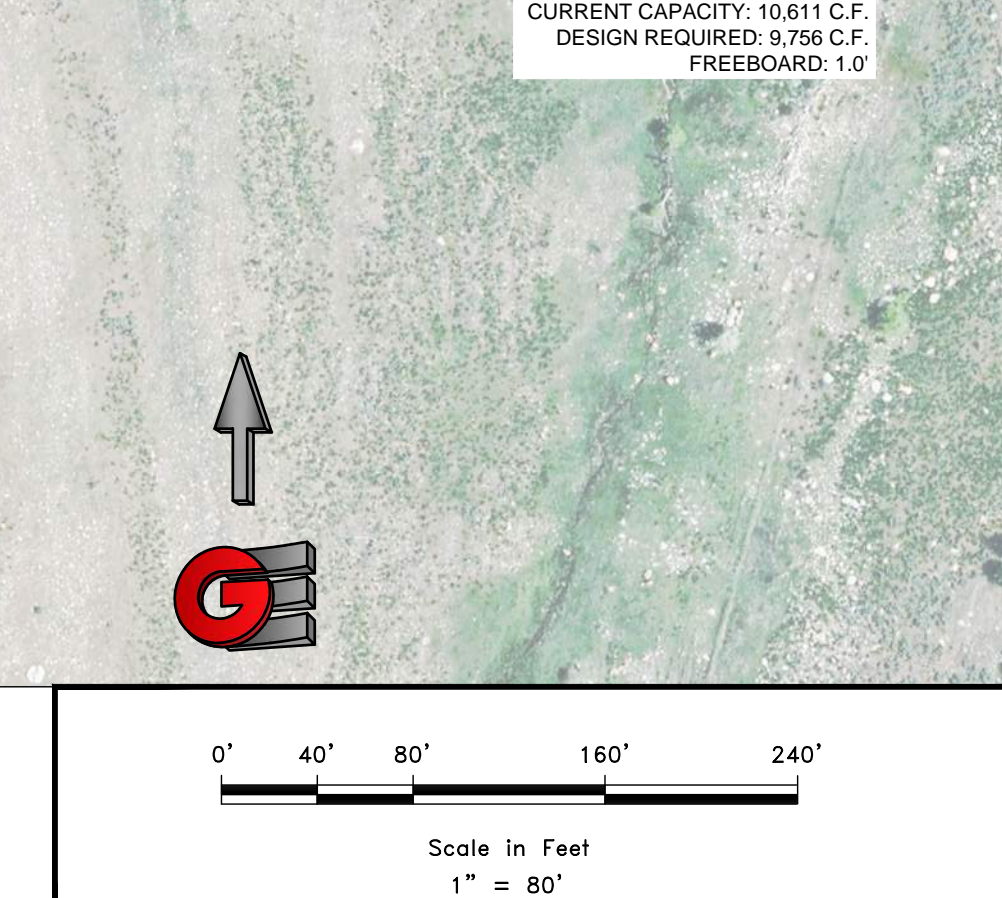 CURRENT CAPACITY: 10,611 C.F.
DESIGN REQUIRED: 9,756 C.F.
FREEBOARD: 1.0'
G
0' 40' 80' 160' 240'
Scale in Feet
1" = 80'